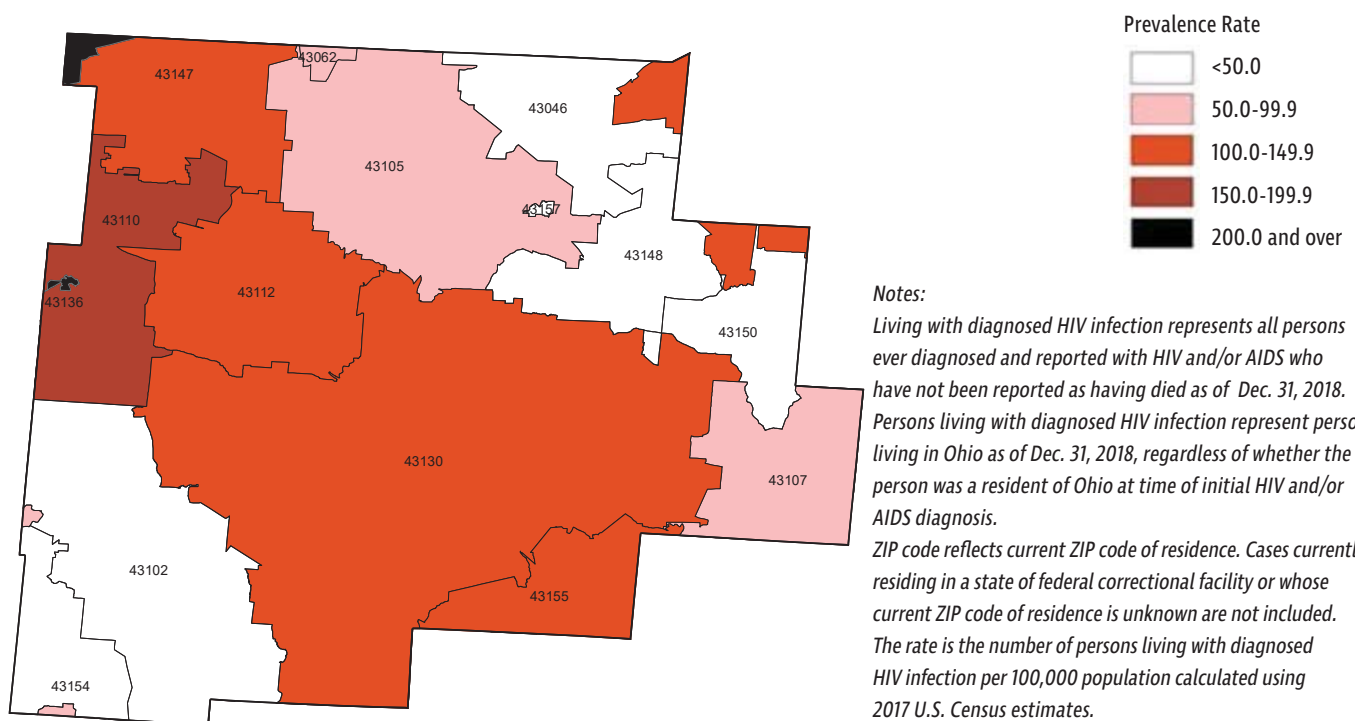 43147
43062
43046
43105
43157
43110
43148
43136
43112
43150
43130
43107
43102
43155
43154
Prevalence Rate
<50.0
50.0-99.9
100.0-149.9
150.0-199.9
200.0 and over
Notes:
Living with diagnosed HIV infection represents all persons
ever diagnosed and reported with HIV and/or AIDS who
have not been reported as having died as of Dec. 31, 2018.
Persons living with diagnosed HIV infection represent perso
living in Ohio as of Dec. 31, 2018, regardless of whether the
person was a resident of Ohio at time of initial HIV and/or
AIDS diagnosis.
ZIP code reflects current ZIP code of residence. Cases currentl
residing in a state of federal correctional facility or whose
current ZIP code of residence is unknown are not included.
The rate is the number of persons living with diagnosed
HIV infection per 100,000 population calculated using
2017 U.S. Census estimates.